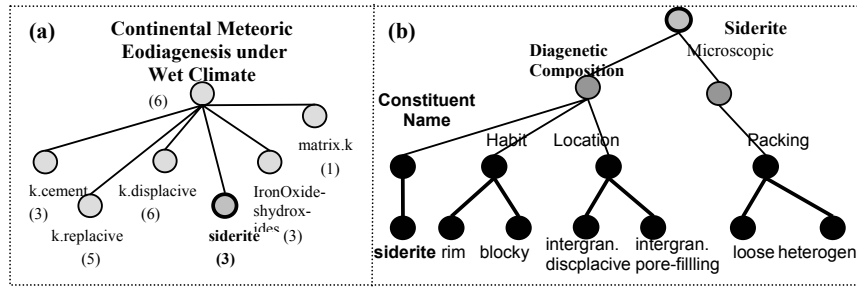 (a)
Continental Meteoric
Eodiagenesis under
Wet Climate
(6)
matrix.k
(1)
k.cement
(3)
k.displacive
(6)
IronOxide-
shydrox-
ides
(3)
k.replacive
(5)
siderite
(3)
(b)
Siderite
Diagenetic
Composition
Microscopic
Constituent
Name
Habit
Location
Packing
siderite
rim
blocky
intergran.
discplacive
intergran.
pore-fillling
loose
heterogen